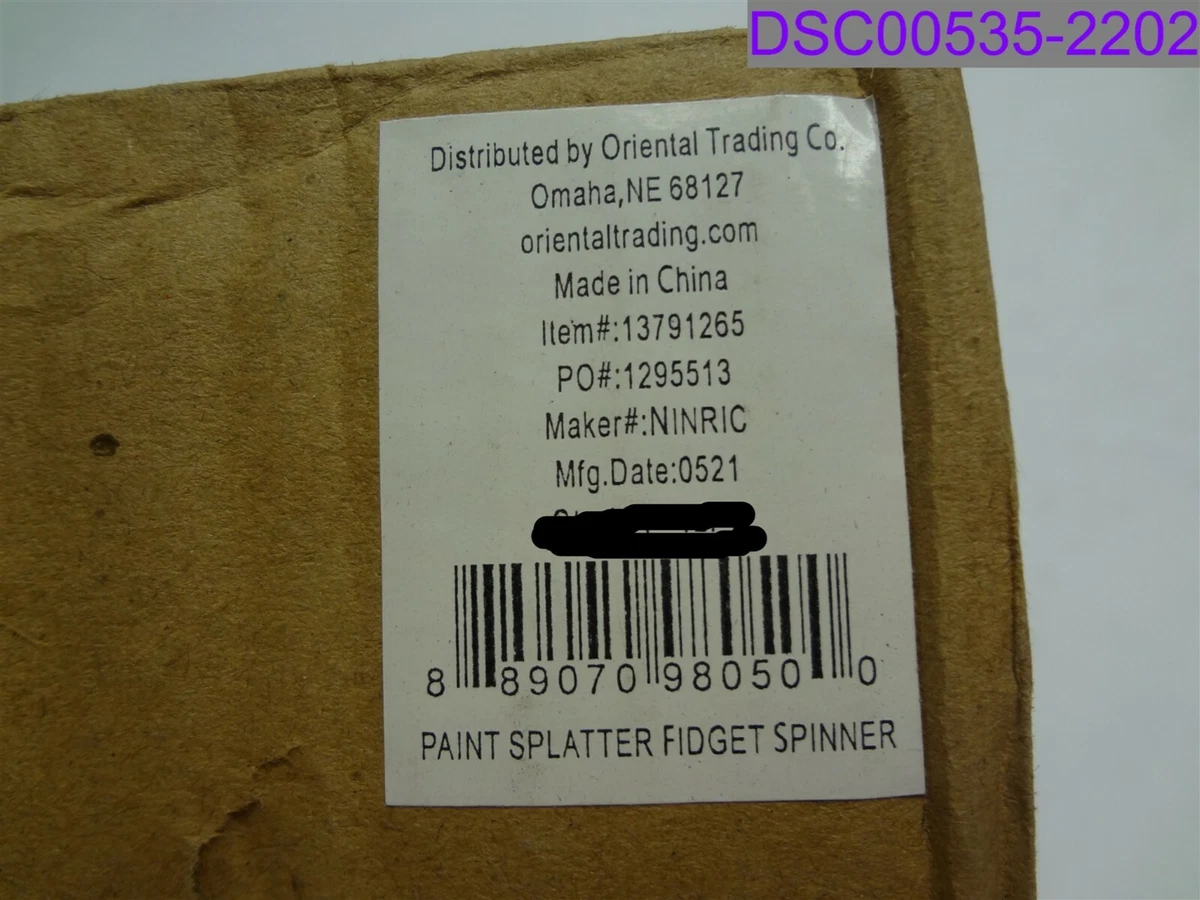 DSC00535-2202
Distributed by Oriental Trading Co.
Omaha,NE 68127
orientaltrading.com
Made in China
Item#:13791265
PO#:1295513
Maker#:NINRIC
Mfg.Date:0521
8 89070 98050 0
PAINT SPLATTER FIDGET SPINNER